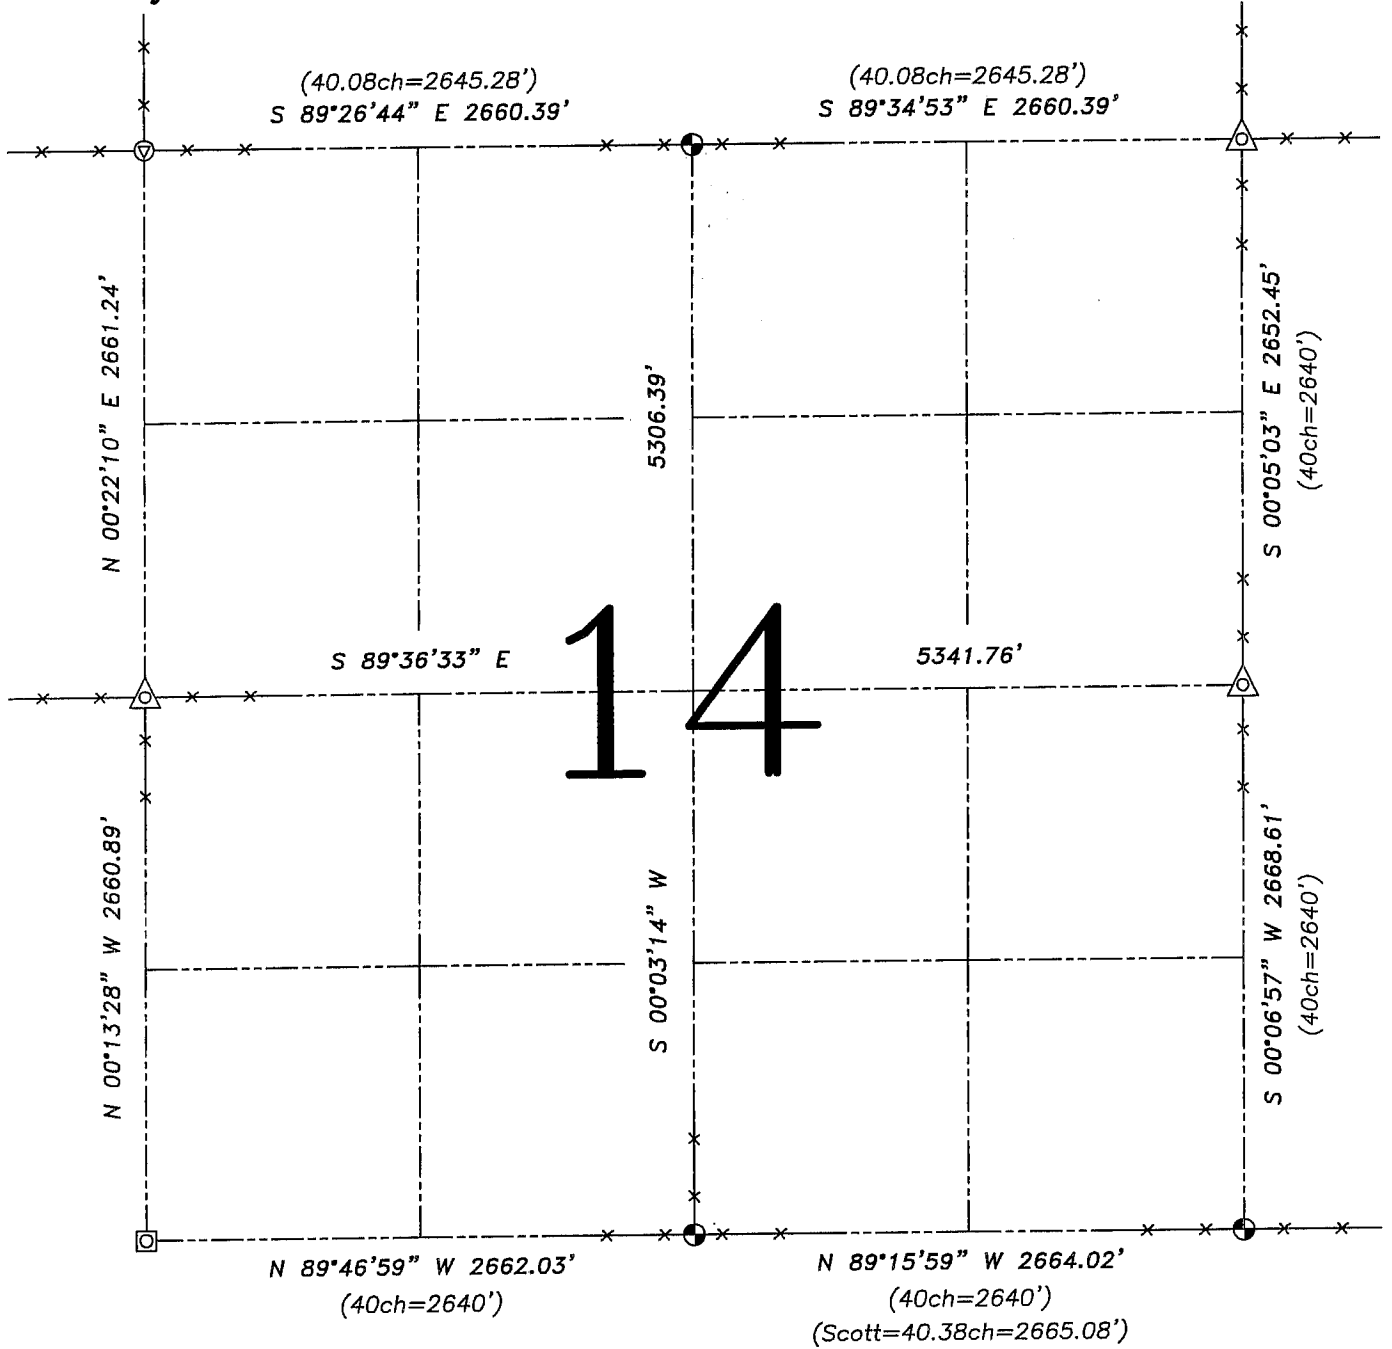 (40.08ch=2645.28')
S 89°26'44" E 2660.39'
(40.08ch=2645.28')
S 89°34'53" E 2660.39'
N 00°22'10" E 2661.24'
5306.39'
S 00°05'03" E 2652.45'
(40ch=2640')
S 89°36'33" E
14
5341.76'
N 00°13'28" W 2660.89'
S 00°03'14" W
S 00°06'57" W 2668.61'
(40ch=2640')
N 89°46'59" W 2662.03'
(40ch=2640')
N 89°15'59" W 2664.02'
(40ch=2640')
(Scott=40.38ch=2665.08')